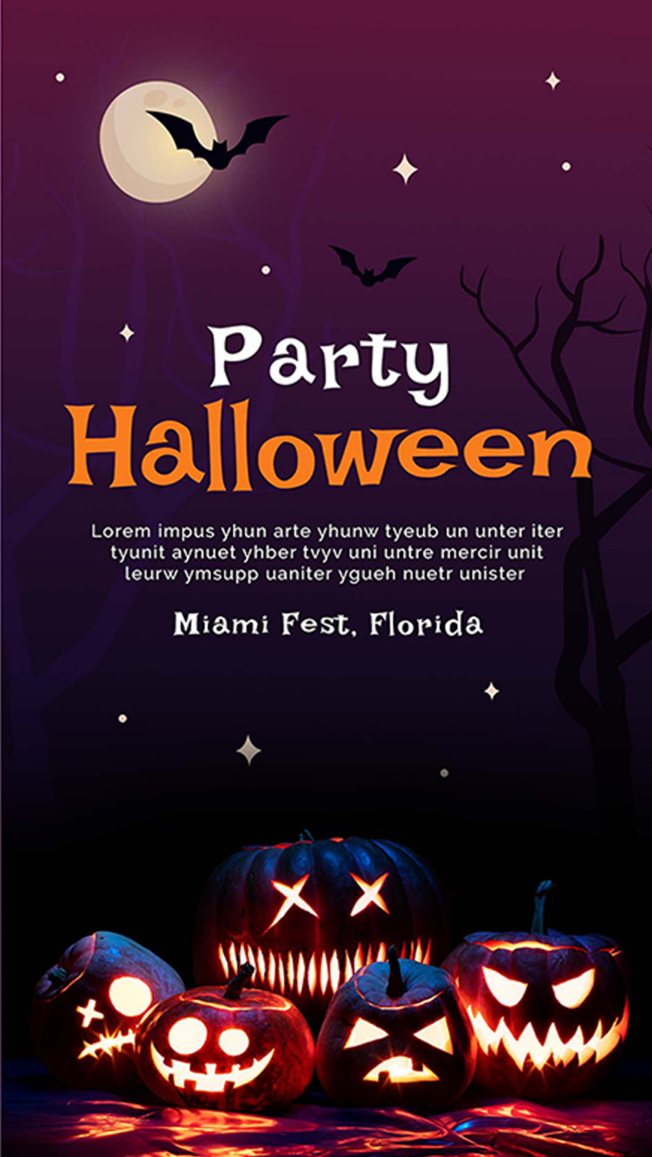 Party
Halloween
Lorem impus yhun arte yhunw tyeub un unter iter
tyunit aynuet yhber tvyv uni untre mercir unit
leurw ymsupp uaniter ygueh nuetr unister
Miami Fest, Florida